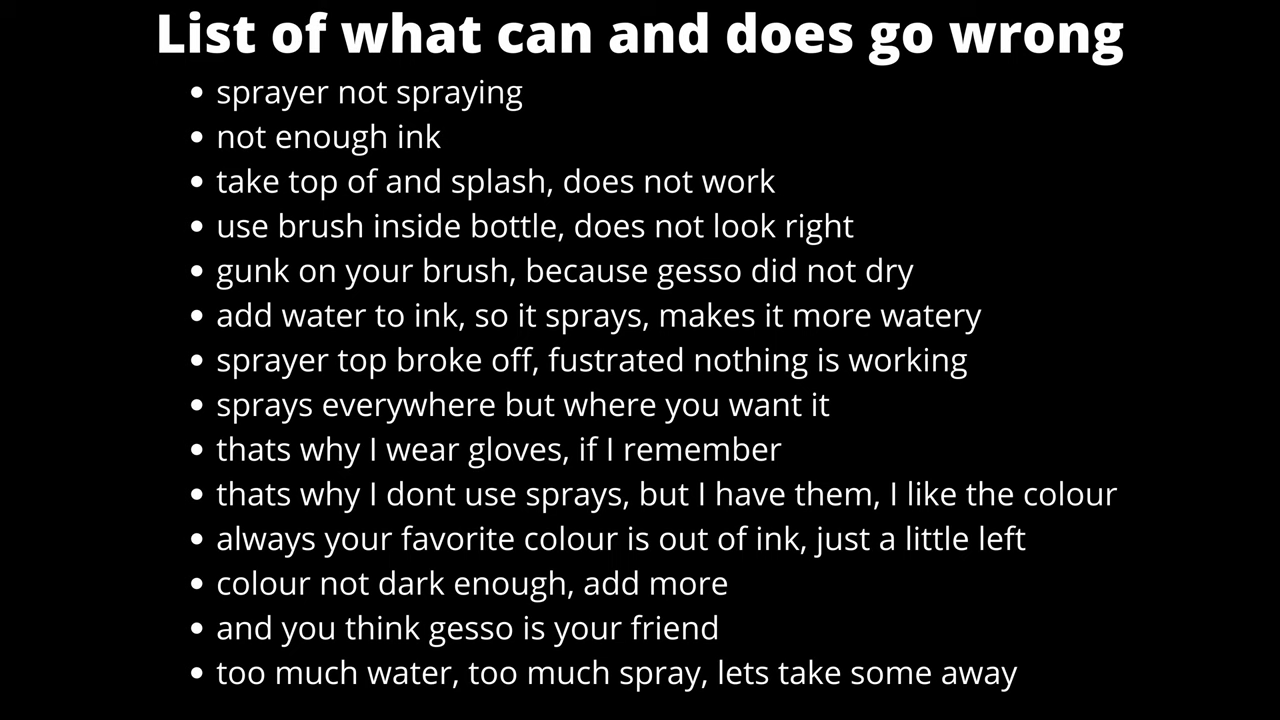 List of what can and does go wrong
• sprayer not spraying
• not enough ink
• take top of and splash, does not work
• use brush inside bottle, does not look right
• gunk on your brush, because gesso did not dry
• add water to ink, so it sprays, makes it more watery
• sprayer top broke off, fustrated nothing is working
• sprays everywhere but where you want it
• thats why I wear gloves, if I remember
• thats why I dont use sprays, but I have them, I like the colour
• always your favorite colour is out of ink, just a little left
• colour not dark enough, add more
• and you think gesso is your friend
• too much water, too much spray, lets take some away